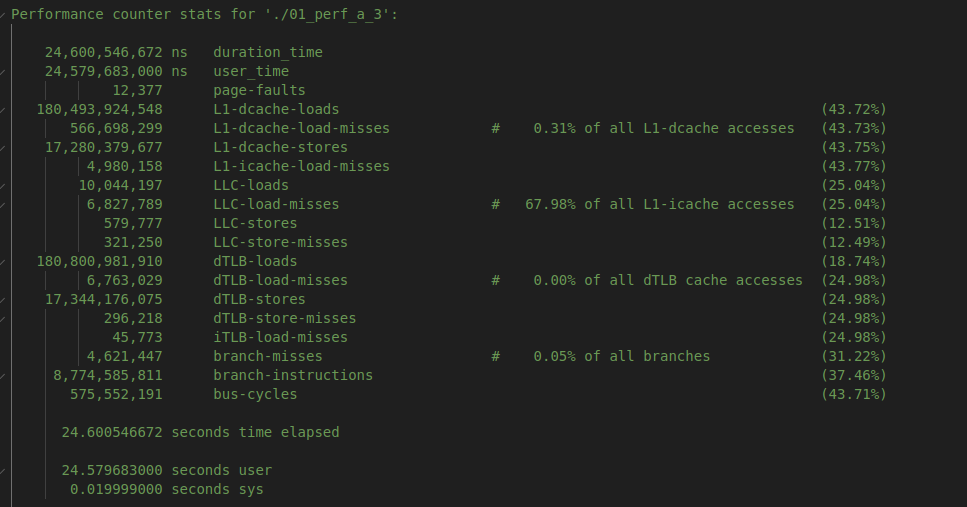 Performance counter stats for './01_perf_a_3':
24,600,546,672 ns duration_time
24,579,683,000 ns user_time
12,377 page-faults
180,493,924,548 L1-dcache-loads (43.72%)
566,698,299 L1-dcache-load-misses # 0.31% of all L1-dcache accesses (43.73%)
17,280,379,677 L1-dcache-stores (43.75%)
4,980,158 L1-icache-load-misses (43.77%)
10,044,197 LLC-loads (25.04%)
6,827,789 LLC-load-misses # 67.98% of all L1-icache accesses (25.04%)
579,777 LLC-stores (12.51%)
321,250 LLC-store-misses (12.49%)
180,800,981,910 dTLB-loads (18.74%)
6,763,029 dTLB-load-misses # 0.00% of all dTLB cache accesses (24.98%)
17,344,176,075 dTLB-stores (24.98%)
296,218 dTLB-store-misses (24.98%)
45,773 iTLB-load-misses (24.98%)
4,621,447 branch-misses # 0.05% of all branches (31.22%)
8,774,585,811 branch-instructions (37.46%)
575,552,191 bus-cycles (43.71%)
24.600546672 seconds time elapsed
24.579683000 seconds user
0.019999000 seconds sys